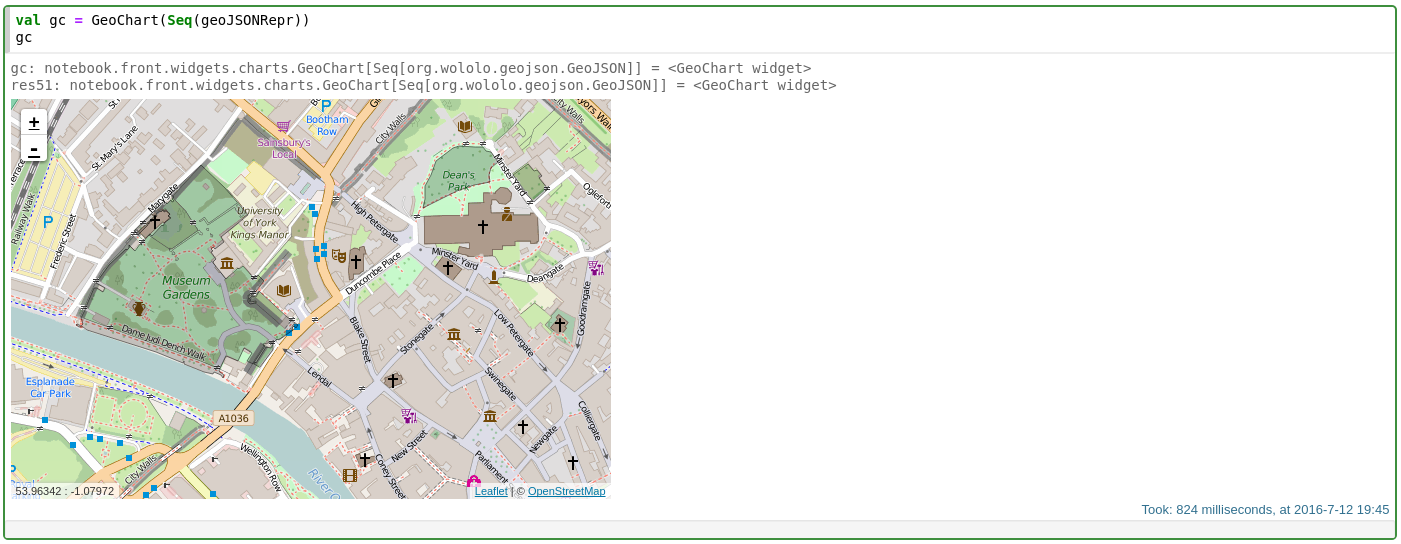 val gc = GeoChart(Seq(geoJSONRepr))
gc
gc: notebook.front.widgets.charts.GeoChart[Seq[org.wololo.geojson.GeoJSON]] = <GeoChart widget>
res51: notebook.front.widgets.charts.GeoChart[Seq[org.wololo.geojson.GeoJSON]] = <GeoChart widget>
+
-
St. Mary's Lane
Bootham
Row
Sainsbury's
Local
City Walls
City Walls
Dean's
Park
Minster Yard
Marygate
University
of York
Kings Manor
High Petergate
Railway Walk
P
P
Frederic Street
Minster Yard
Deangate
Duncombe Place
Museum
Gardens
Goodramgate
Dame Judi Dench Walk
Blake Street
Stonegate
Low Petergate
Lendal
Swinegate
Esplanade
Car Park
A1036
Colliergate
Newgate
New Street
Coney Street
Parliament
City Walls
Wellington Row
River
53.96342 : -1.07972
Leaflet | © OpenStreetMap
Took: 824 milliseconds, at 2016-7-12 19:45